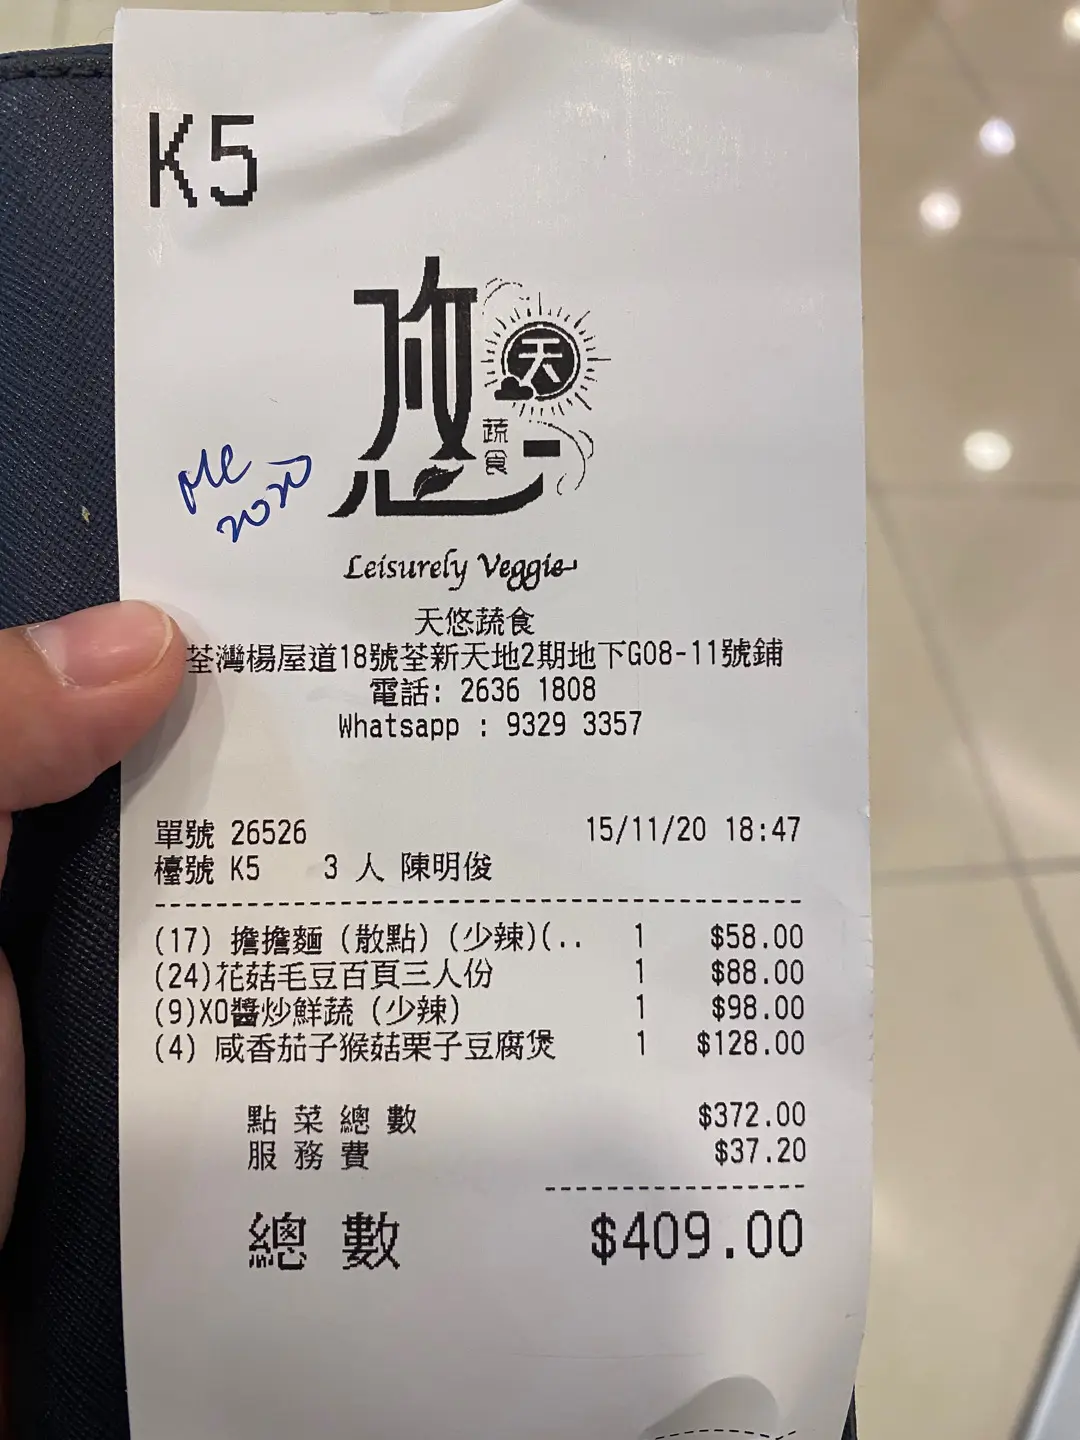 K5
悠
天
蔬食
Leisurely Veggie
天悠蔬食
荃灣楊屋道18號荃新天地2期地下G08-11號鋪
電話: 2636 1808
Whatsapp : 9329 3357
2020
單號 26526 15/11/20 18:47
檯號 K5 3 人 陳明俊
(17) 擔擔麵 (散點) (少辣)(.. 1 $58.00
(24)花菇毛豆百頁三人份 1 $88.00
(9)XO醬炒鮮蔬 (少辣) 1 $98.00
(4) 咸香茄子猴菇栗子豆腐煲 1 $128.00
點菜總數 $372.00
服務費 $37.20
總數 $409.00